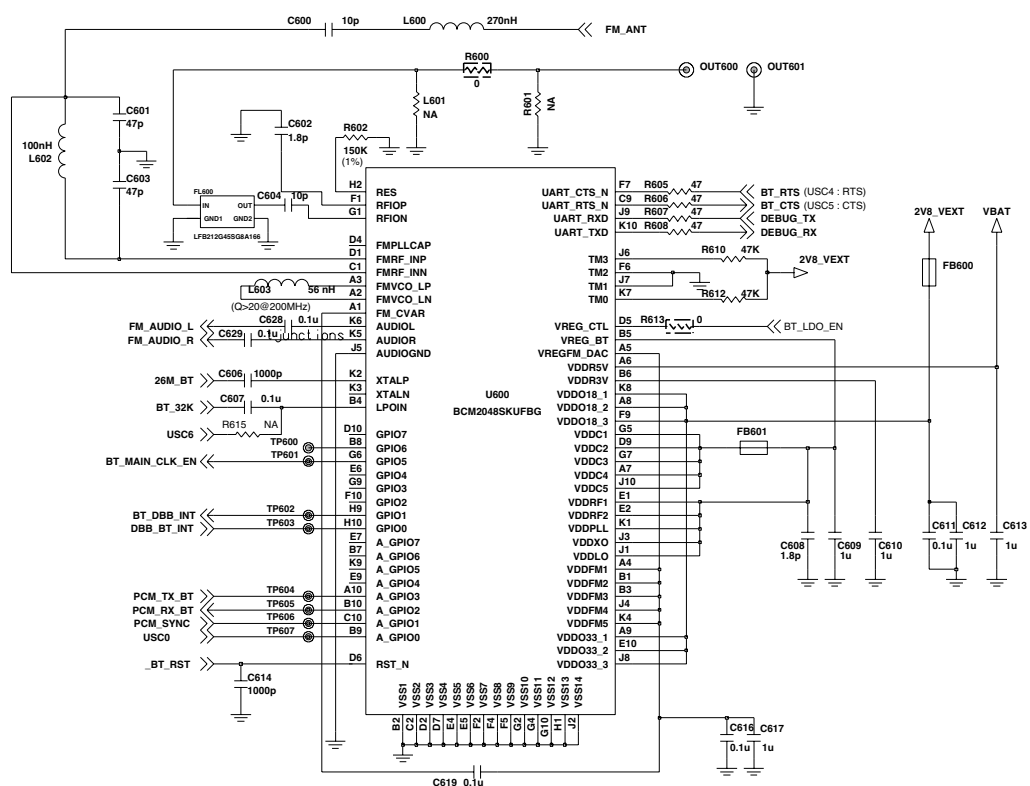 C600 10p L600 270nH FM_ANT
R600 0 OUT600 OUT601
L601 NA
R601 NA
C601 47p
C602 1.8p
100nH L602
C603 47p
R602 150K (1%)
FL600 C604 10p
IN OUT
GND1 GND2
LFB212G45SG8A166
H2 RES
F1 RFIOP
G1 RFION
D4 FMPLLCAP
D1 FMRF_INP
C1 FMRF_INN
A3 FMVCO_LP
A2 FMVCO_LN
A1 FM_CVAR
L603 56 nH
(Q>20@200MHz)
FM_AUDIO_L C628 0.1u K6 AUDIOL
FM_AUDIO_R C629 0.1u K5 AUDIOR
junctions
J5 AUDIOGND
26M_BT C606 1000p K2 XTALP
K3 XTALN
BT_32K C607 0.1u B4 LPOIN
USC6 R615 NA
D10 GPIO7
TP600 B8 GPIO6
BT_MAIN_CLK_EN TP601 G6 GPIO5
E6 GPIO4
G9 GPIO3
F10 GPIO2
BT_DBB_INT TP602 H9 GPIO1
DBB_BT_INT TP603 H10 GPIO0
E7 A_GPIO7
B7 A_GPIO6
K9 A_GPIO5
E9 A_GPIO4
PCM_TX_BT TP604 A10 A_GPIO3
PCM_RX_BT TP605 B10 A_GPIO2
PCM_SYNC TP606 C10 A_GPIO1
USC0 TP607 B9 A_GPIO0
_BT_RST D6 RST_N
C614 1000p
U600
BCM2048SKUFBG
UART_CTS_N F7 R605 47 BT_RTS (USC4 : RTS)
UART_RTS_N C9 R606 47 BT_CTS (USC5 : CTS)
UART_RXD J9 R607 47 DEBUG_TX
UART_TXD K10 R608 47 DEBUG_RX
TM3 J6 R610 47K
TM2 F6 2V8_VEXT
TM1 J7
TM0 K7 R612 47K
VREG_CTL D5 R613 0 BT_LDO_EN
VREG_BT B5
VREGFM_DAC A5
VDDR5V A6
VDDR3V B6
VDDO18_1 K8
VDDO18_2 A8
VDDO18_3 F9
VDDC1 G5
VDDC2 D9 FB601
VDDC3 G7
VDDC4 A7
VDDC5 J10
VDDRF1 E1
VDDRF2 E2
VDDPLL K1
VDDXO J3
VDDLO J1
VDDFM1 A4
VDDFM2 B1
VDDFM3 B3
VDDFM4 J4
VDDFM5 K4
VDDO33_1 A9
VDDO33_2 E10
VDDO33_3 J8
2V8_VEXT VBAT
FB600
C608 1.8p
C609 1u
C610 1u
C611 0.1u
C612 1u
C613 1u
VSS1 VSS2 VSS3 VSS4 VSS5 VSS6 VSS7 VSS8 VSS9 VSS10 VSS11 VSS12 VSS13 VSS14
B2 C2 D2 D7 E4 E5 F2 F4 F5 G2 G4 G10 H1 J2
C616 0.1u
C617 1u
C619 0.1u